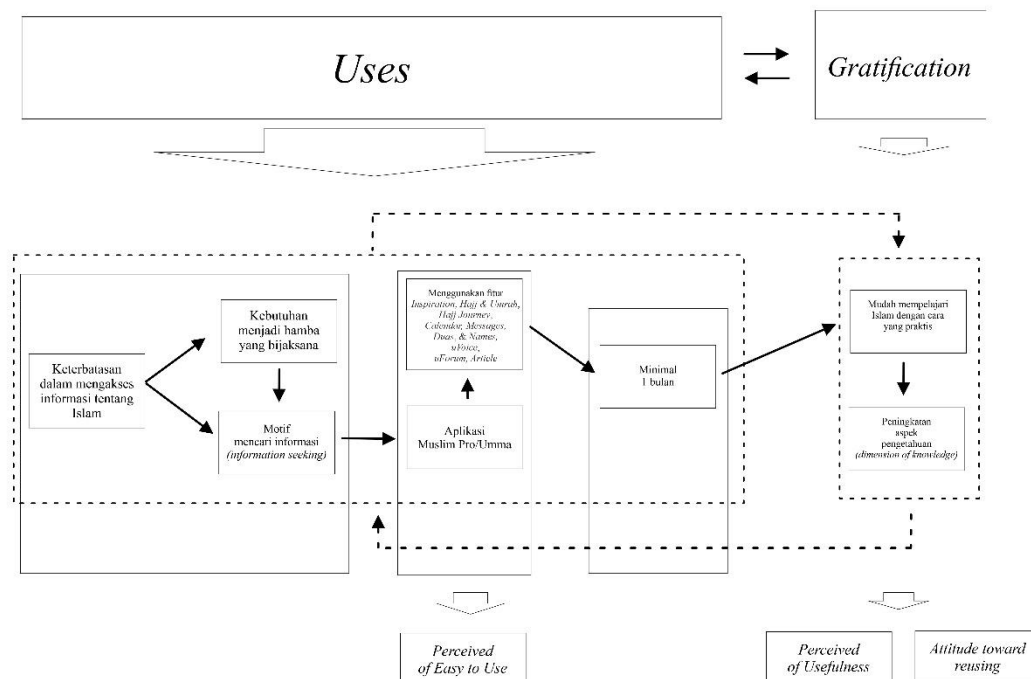 Uses
Gratification
Keterbatasan
dalam mengakses
informasi tentang
Islam
Kebutuhan
menjadi hamba
yang bijaksana
Motif
mencari informasi
(information seeking)
Menggunakan fitur
Inspiration, Hajj & Umrah,
Hajj Journey,
Calendar, Messages,
Duas, & Names,
uVoice,
uForum, Article
Aplikasi
Muslim Pro/Umma
Minimal
1 bulan
Mudah mempelajari
Islam dengan cara
yang praktis
Peningkatan
aspek
pengetahuan
(dimension of knowledge)
Perceived
of Easy to Use
Perceived
of Usefulness
Attitude toward
reusing